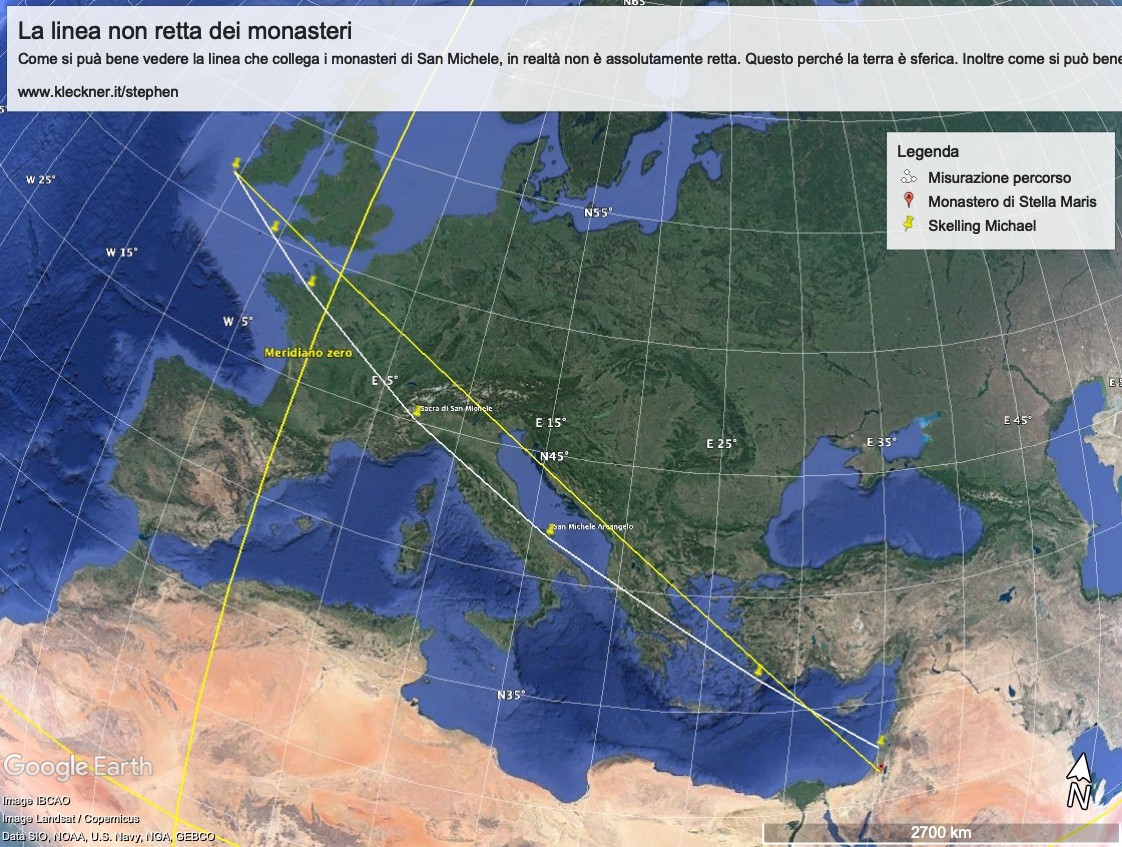 N65
La linea non retta dei monasteri
Come si puà bene vedere la linea che collega i monasteri di San Michele, in realtà non è assolutamente retta. Questo perché la terra è sferica. Inoltre come si può bene
www.kleckner.it/stephen
5°
Legenda
Misurazione percorso
Monastero di Stella Maris
Skelling Michael
W 25°
N55°
W 15°
W 5°
Meridiano zero
E 5°
E 5
Sacra di San Michele
E 15°
E 45°
E 25°
E 35°
N45°
San Michele Arcangelo
N35°
Google Earth
N
Image IBCAO
Image Landsat / Copernicus
Data SIO, NOAA, U.S. Navy, NGA, GEBCO
2700 km